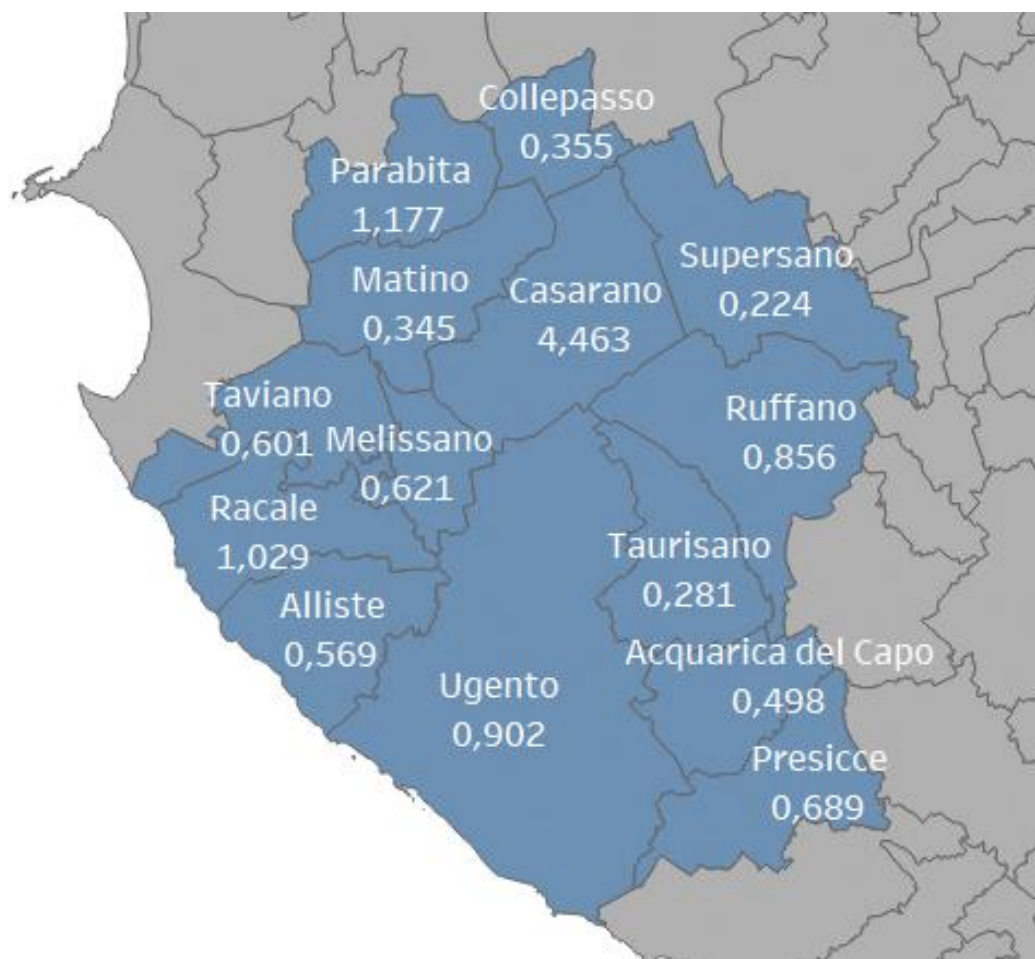 Collepasso
0,355
Parabita
1,177
Supersano
0,224
Matino
0,345
Casarano
4,463
Taviano
0,601
Melissano
0,621
Ruffano
0,856
Racale
1,029
Taurisano
0,281
Alliste
0,569
Acquarica del Capo
0,498
Ugento
0,902
Presicce
0,689